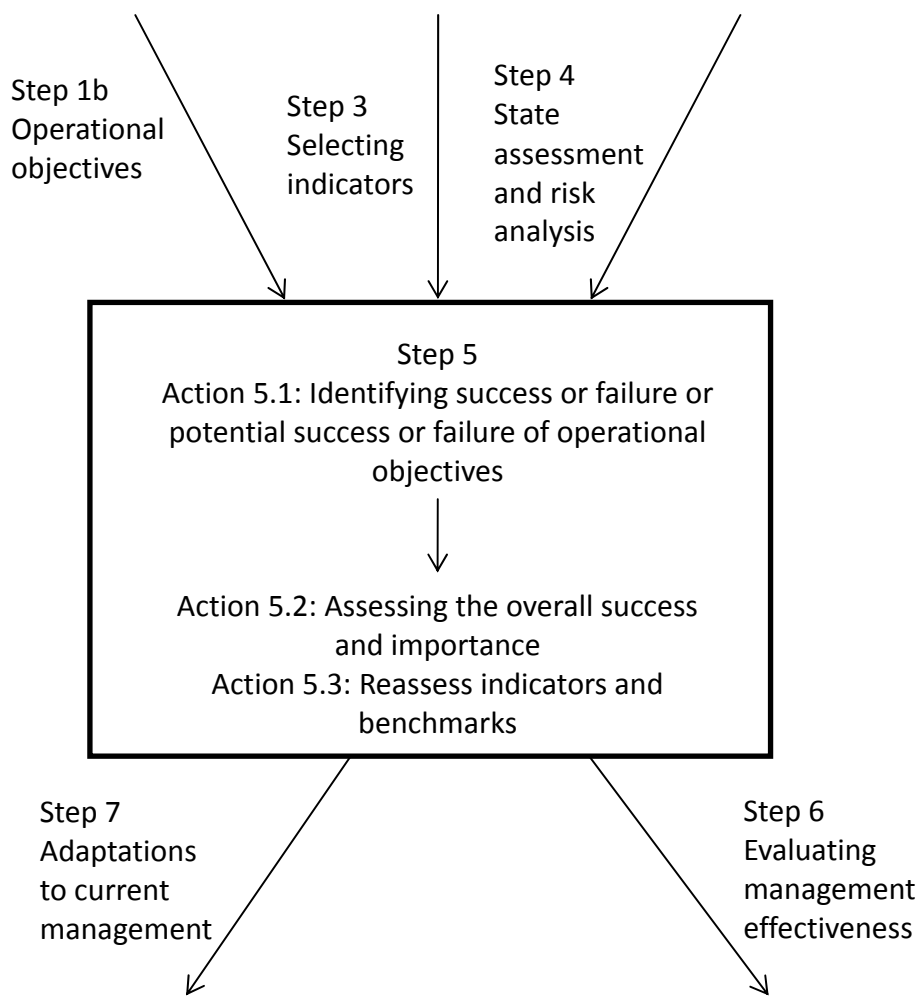 Step 1b
Operational
objectives
Step 3
Selecting
indicators
Step 4
State
assessment
and risk
analysis
Step 5
Action 5.1: Identifying success or failure or
potential success or failure of operational
objectives
Action 5.2: Assessing the overall success
and importance
Action 5.3: Reassess indicators and
benchmarks
Step 7
Adaptations
to current
management
Step 6
Evaluating
management
effectiveness